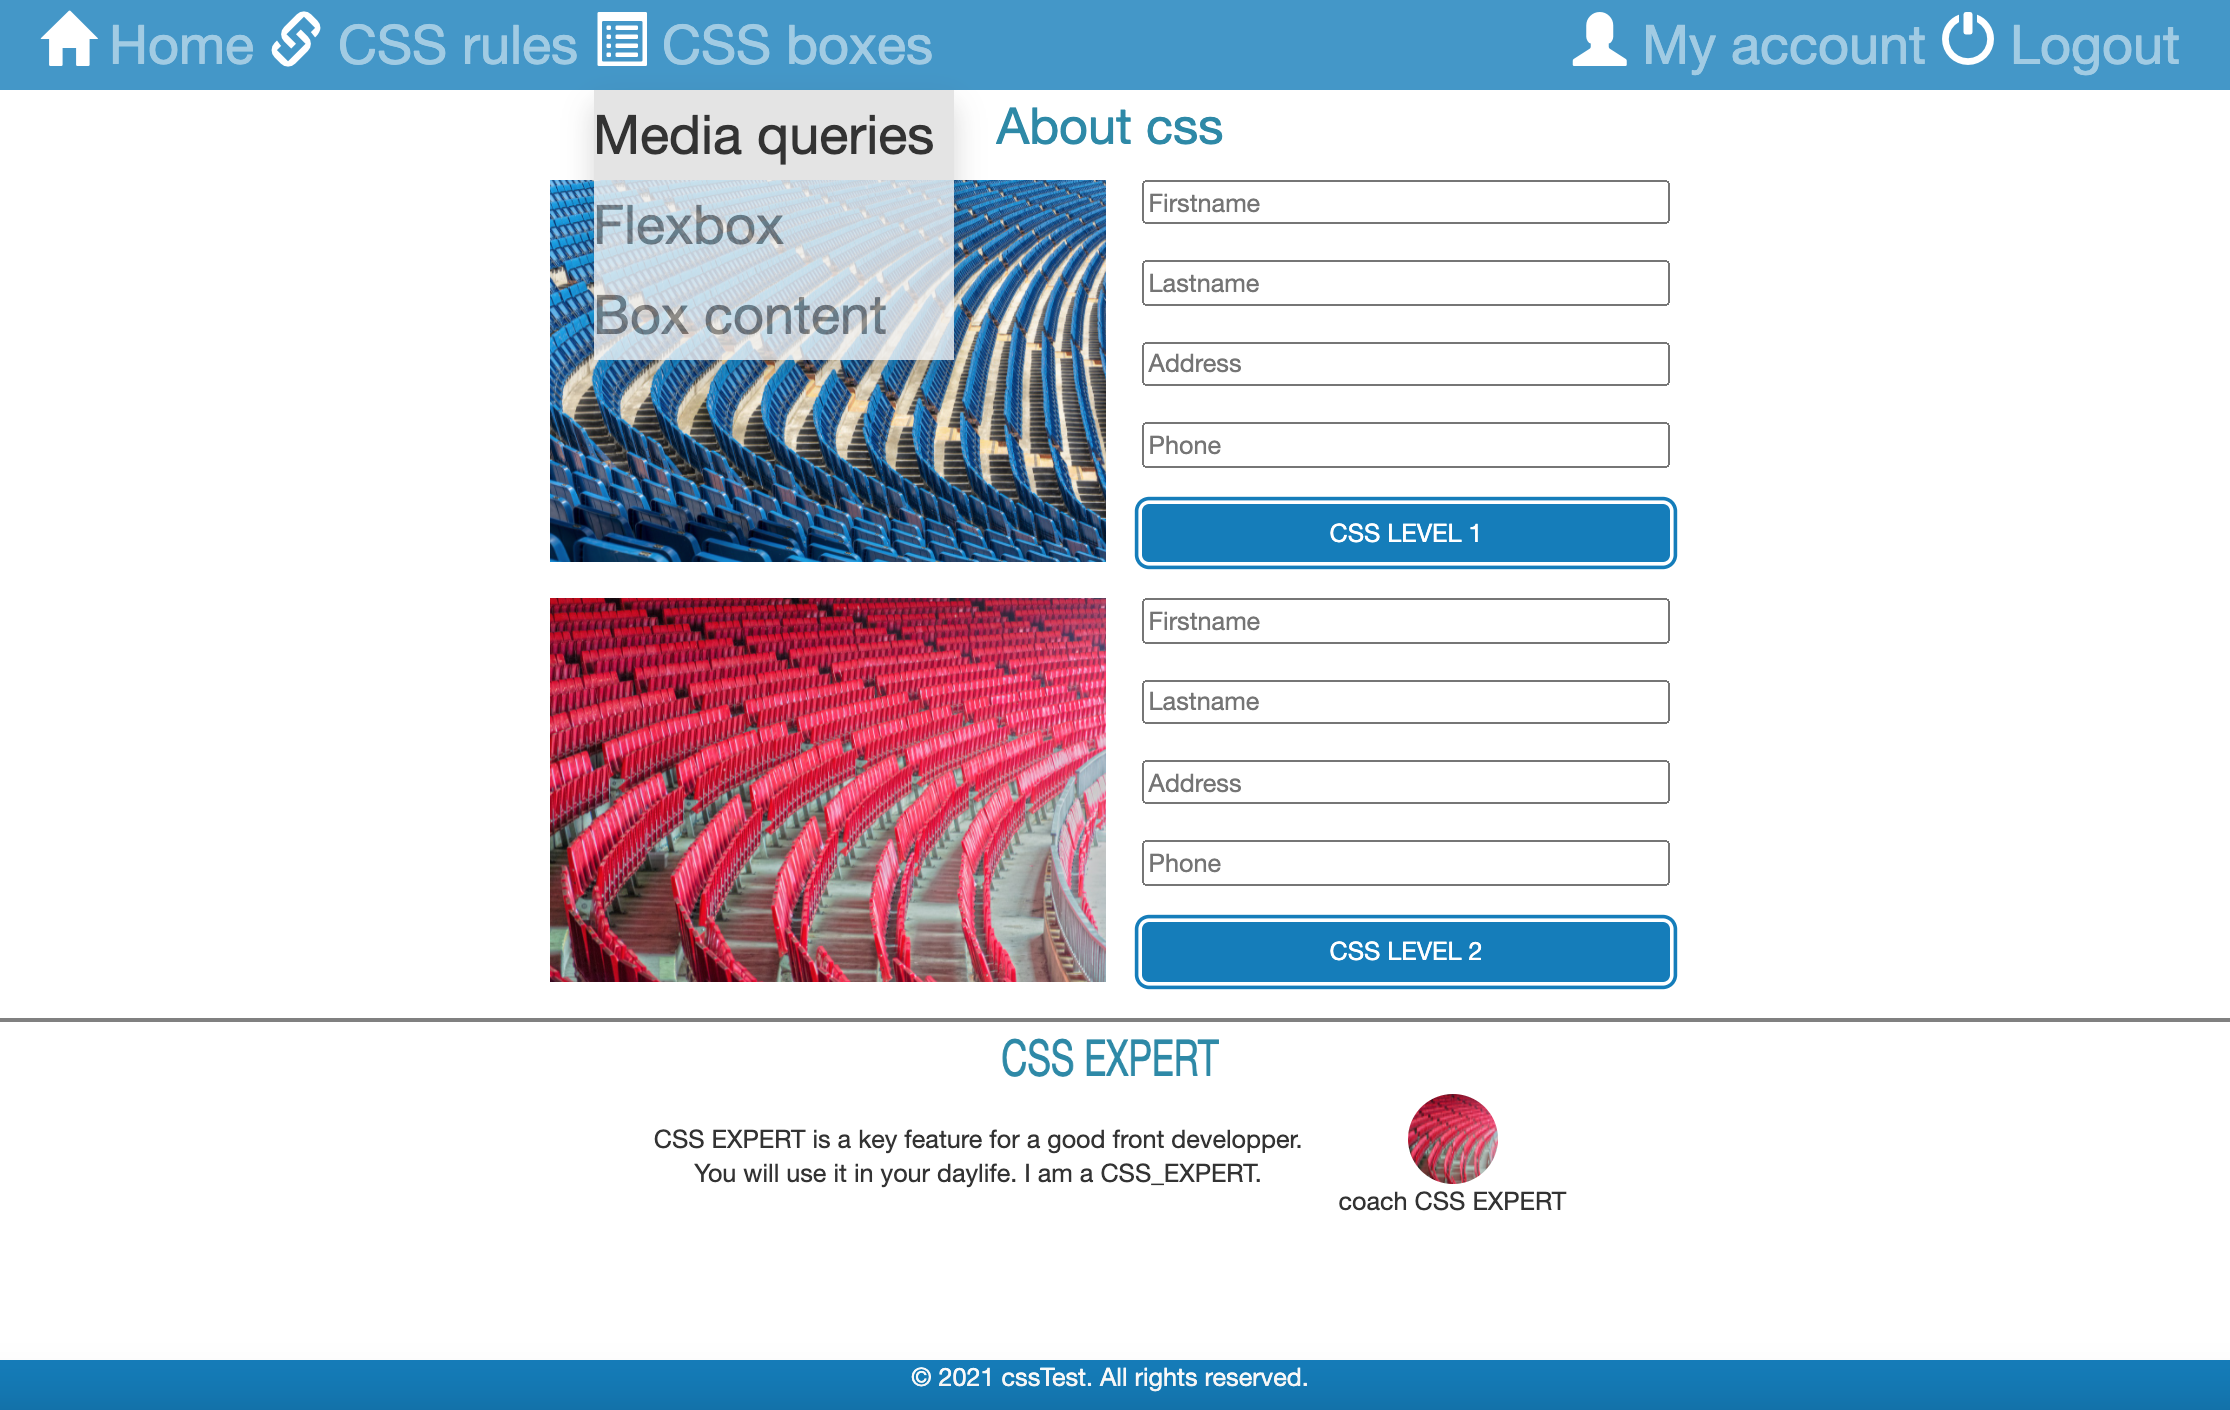 Home CSS rules CSS boxes My account Logout
Media queries
Flexbox
Box content
About css
Firstname
Lastname
Address
Phone
CSS LEVEL 1
Firstname
Lastname
Address
Phone
CSS LEVEL 2
CSS EXPERT
CSS EXPERT is a key feature for a good front developper.
You will use it in your daylife. I am a CSS_EXPERT.
coach CSS EXPERT
© 2021 cssTest. All rights reserved.